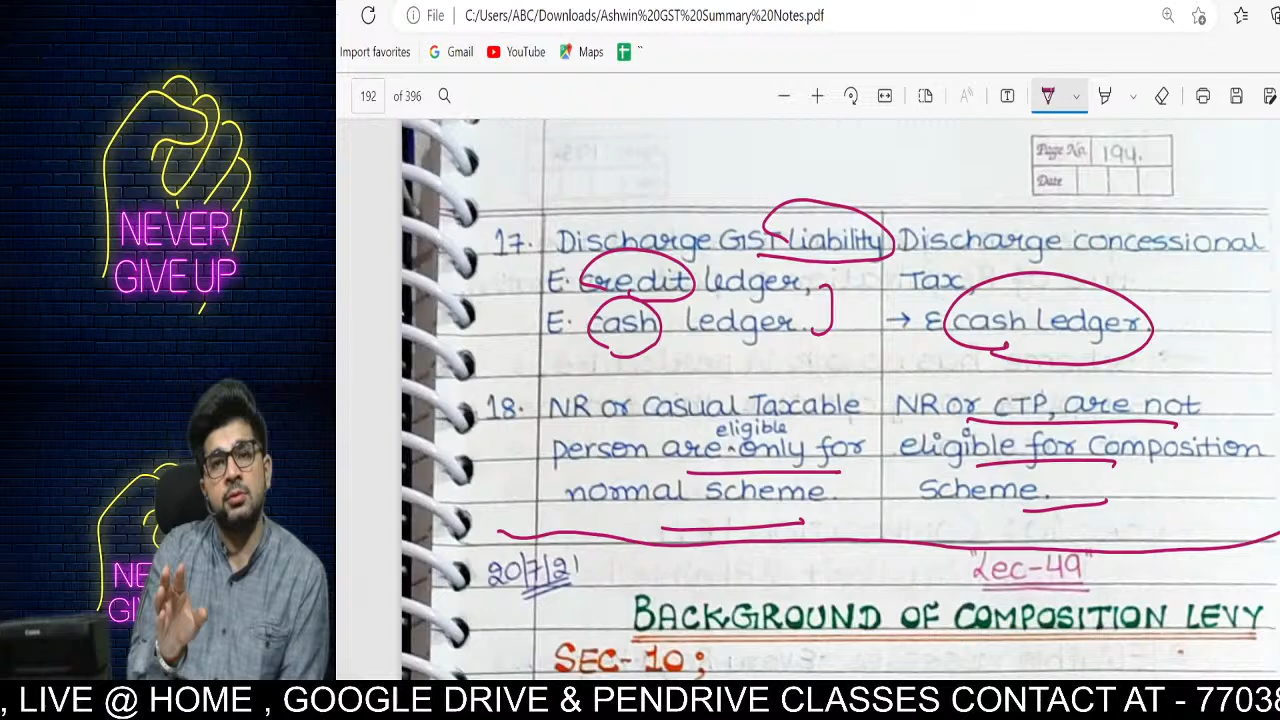 File
C:/Users/ABC/Downloads/Ashwin%20GST%20Summary%20Notes.pdf
Import favorites
Gmail
YouTube
Maps
192
of 396
Page No. 194.
Date
17. Discharge GST liability
E. credit ledger,
E. cash ledger.
Discharge concessional
Tax,
→ E cash Ledger.
18. NR or Casual Taxable
eligible
person are only for
normal scheme.
NR or CTP, are not
eligible for composition
scheme.
20/7/21
"Lec-49"
BACKGROUND OF COMPOSITION LEVY
SEC-10;
NEVER
GIVE UP
NE
GI
, LIVE @ HOME , GOOGLE DRIVE & PENDRIVE CLASSES CONTACT AT - 77038